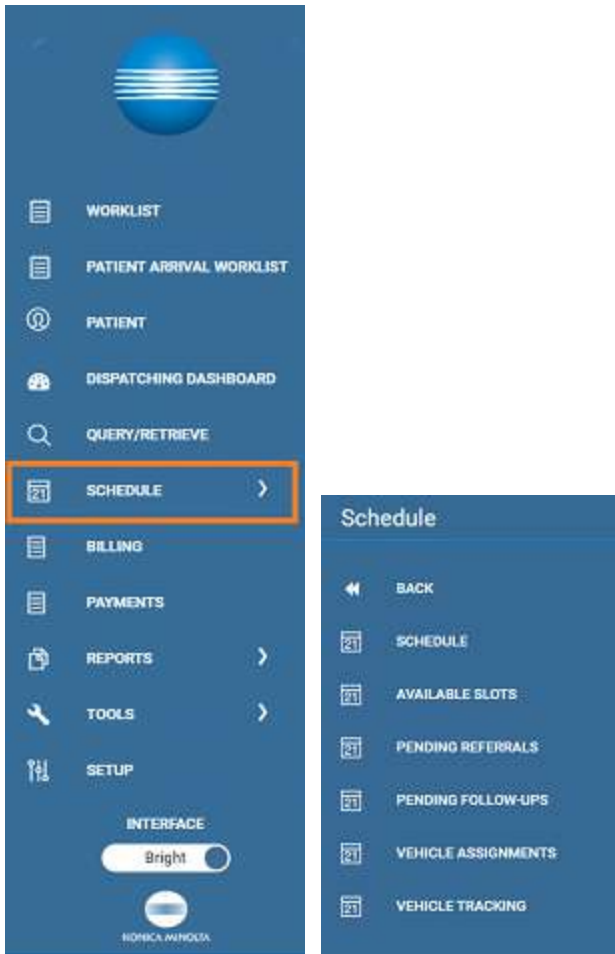 WORKLIST
PATIENT ARRIVAL WORKLIST
PATIENT
DISPATCHING DASHBOARD
QUERY/RETRIEVE
21 SCHEDULE
BILLING
PAYMENTS
REPORTS
TOOLS
SETUP
INTERFACE
Bright
KONICA MINOLTA
Schedule
BACK
21 SCHEDULE
21 AVAILABLE SLOTS
21 PENDING REFERRALS
21 PENDING FOLLOW-UPS
21 VEHICLE ASSIGNMENTS
21 VEHICLE TRACKING